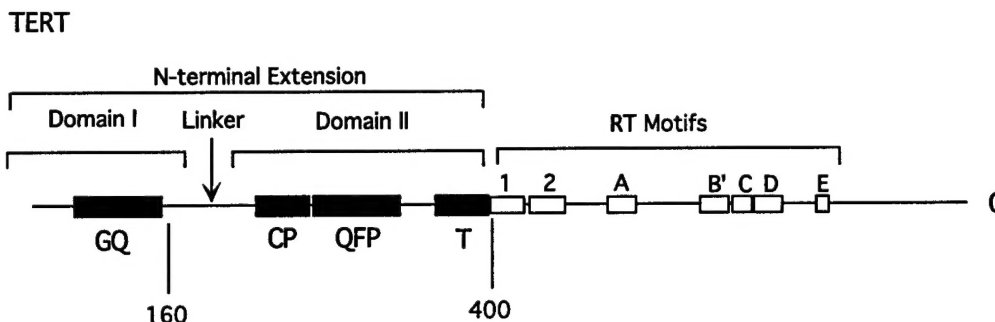 TERT
N-terminal Extension
Domain I Linker Domain II RT Motifs
1 2 A B' C D E
GQ CP QFP T
160 400